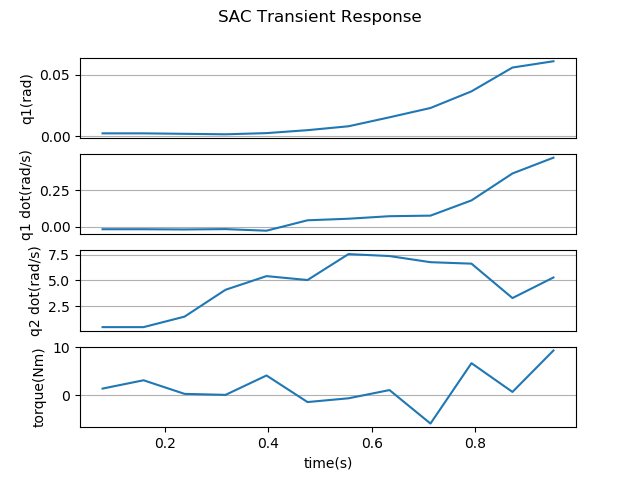 SAC Transient Response
q1(rad)
0.05
0.00
q1 dot(rad/s)
0.25
0.00
q2 dot(rad/s)
7.5
5.0
2.5
torque(Nm)
10
0
0.2 0.4 0.6 0.8
time(s)